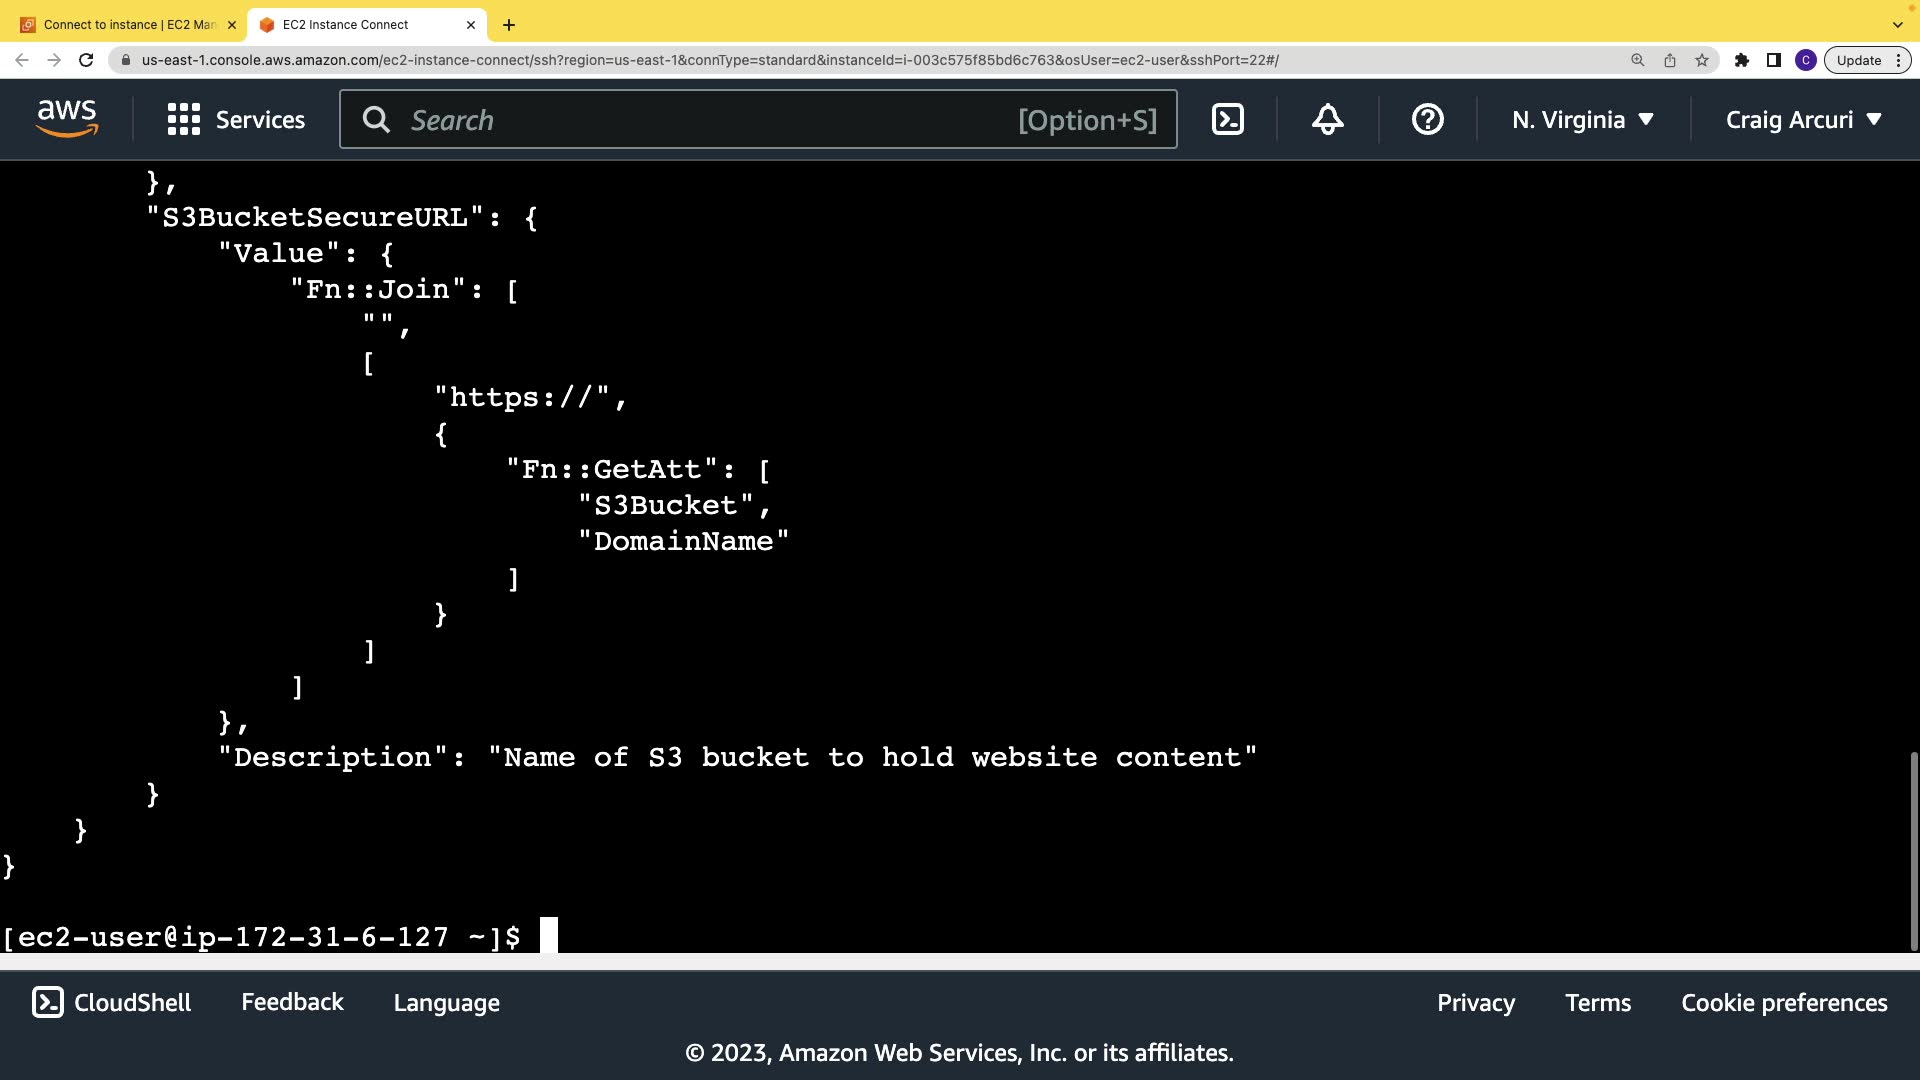 Connect to instance | EC2 Man
EC2 Instance Connect
us-east-1.console.aws.amazon.com/ec2-instance-connect/ssh?region=us-east-1&connType=standard&instanceId=i-003c575f85bd6c763&osUser=ec2-user&sshPort=22#/
C
Update
aws
Services
Search
[Option+S]
N. Virginia
Craig Arcuri
},
"S3BucketSecureURL": {
"Value": {
"Fn::Join": [
"",
[
"https://",
{
"Fn::GetAtt": [
"S3Bucket",
"DomainName"
]
}
]
]
},
"Description": "Name of S3 bucket to hold website content"
}
}
}
[ec2-user@ip-172-31-6-127 ~]$
CloudShell
Feedback
Language
Privacy
Terms
Cookie preferences
© 2023, Amazon Web Services, Inc. or its affiliates.